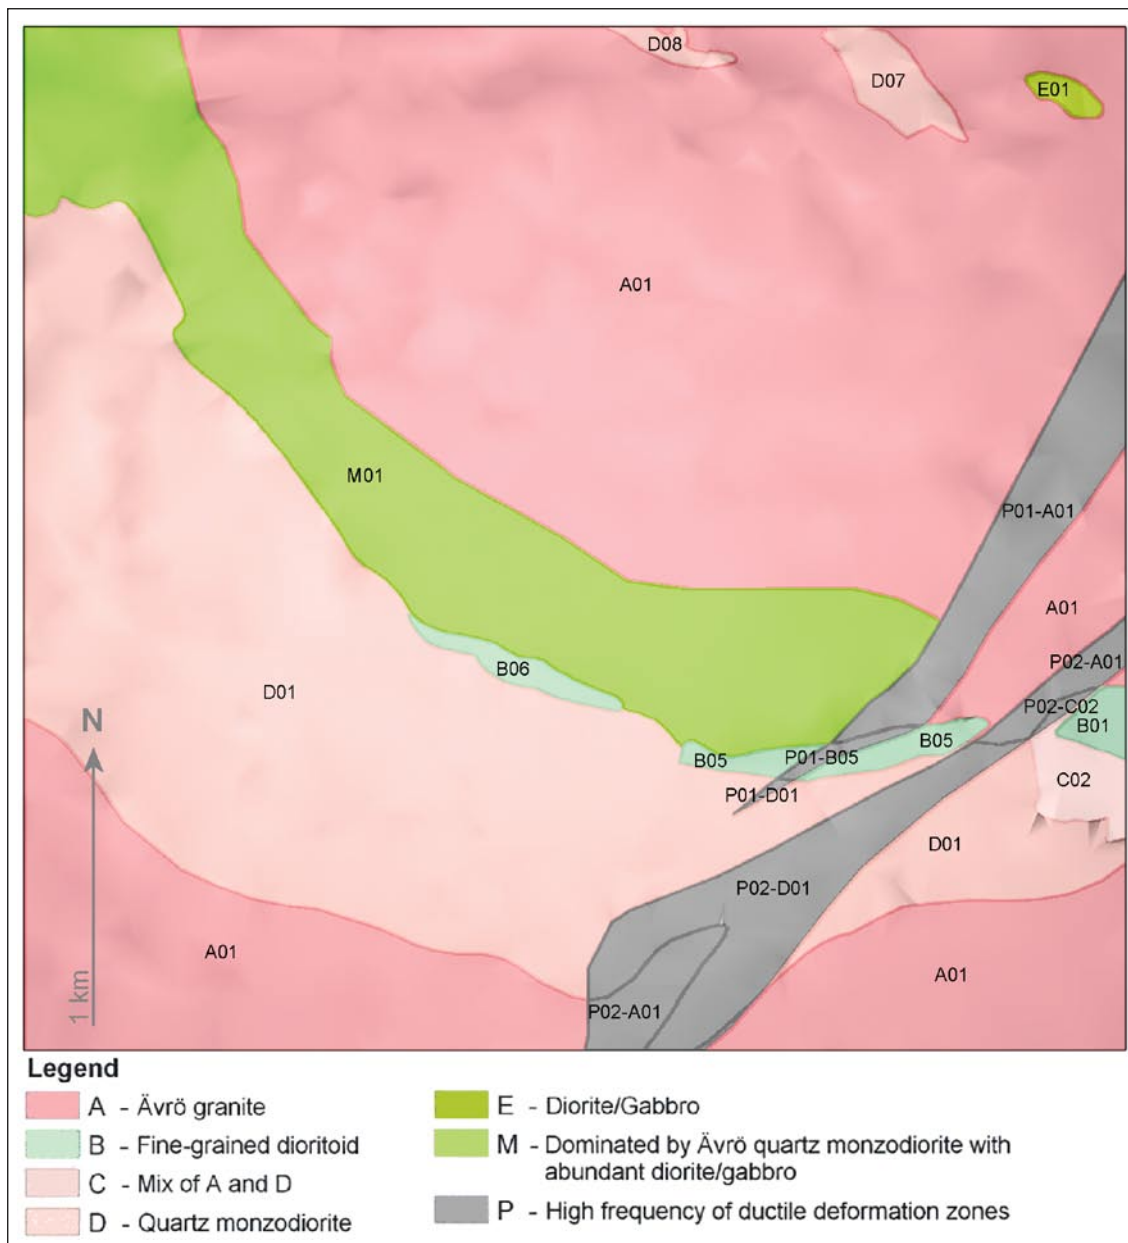 D08
D07
E01
A01
M01
P01-A01
A01
P02-A01
B06
D01
P02-C02
N
B01
B05
B05
P01-B05
C02
P01-D01
D01
P02-D01
A01
A01
1 km
P02-A01
Legend
A - Ävrö granite
B - Fine-grained dioritoid
C - Mix of A and D
D - Quartz monzodiorite
E - Diorite/Gabbro
M - Dominated by Ävrö quartz monzodiorite with
abundant diorite/gabbro
P - High frequency of ductile deformation zones